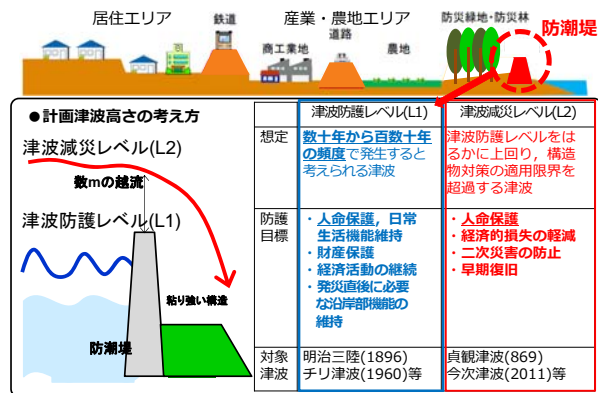 居住エリア
鉄道
産業・農地エリア
商工業地
道路
農地
防災緑地・防災林
防潮堤
●計画津波高さの考え方
津波減災レベル(L2)
数mの越流
津波防護レベル(L1)
粘り強い構造
防潮堤
津波防護レベル(L1)
津波減災レベル(L2)
想定
数十年から百数十年
の頻度で発生すると
考えられる津波
津波防護レベルをは
るかに上回り，構造
物対策の適用限界を
超過する津波
防護
目標
・人命保護，日常
生活機能維持
・財産保護
・経済活動の継続
・発災直後に必要
な沿岸部機能の
維持
・人命保護
・経済的損失の軽減
・二次災害の防止
・早期復旧
対象
津波
明治三陸(1896)
チリ津波(1960)等
貞観津波(869)
今次津波(2011)等